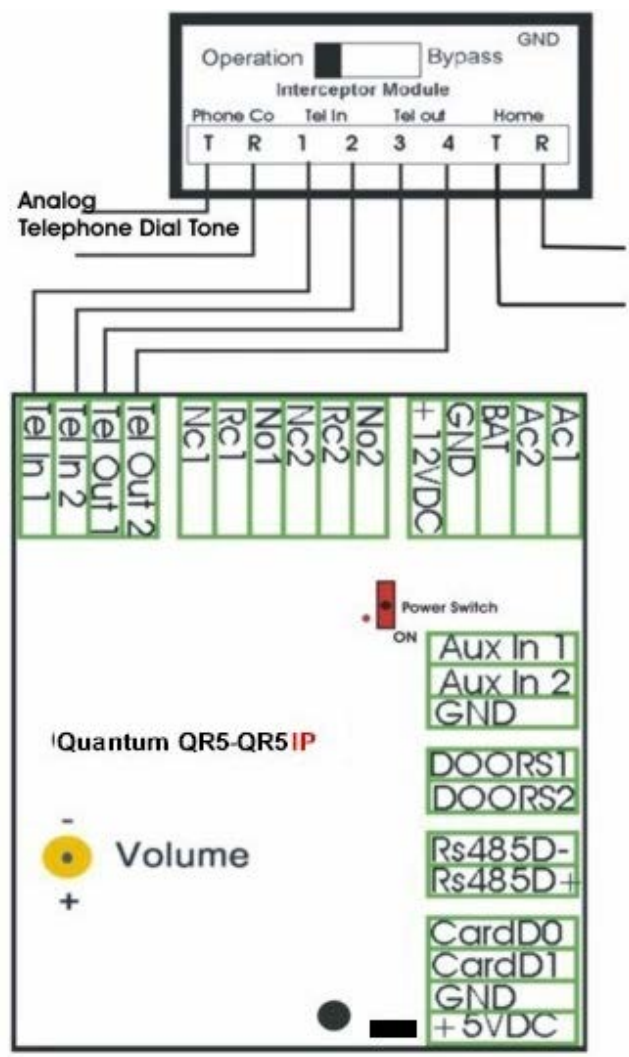 GND
Operation Bypass
Interceptor Module
Phone Co Tel In Tel out Home
T R 1 2 3 4 T R
Analog
Telephone Dial Tone
Tel In 1
Tel In 2
Tel Out 1
Tel Out 2
Nc1
Rc1
No1
Nc2
Rc2
No2
+12VDC
GND
BAT
Ac2
Ac1
Power Switch
ON
Aux In 1
Aux In 2
GND
Quantum QR5-QR5IP
DOORS1
DOORS2
-
Volume
+
Rs485D-
Rs485D+
CardD0
CardD1
GND
+5VDC